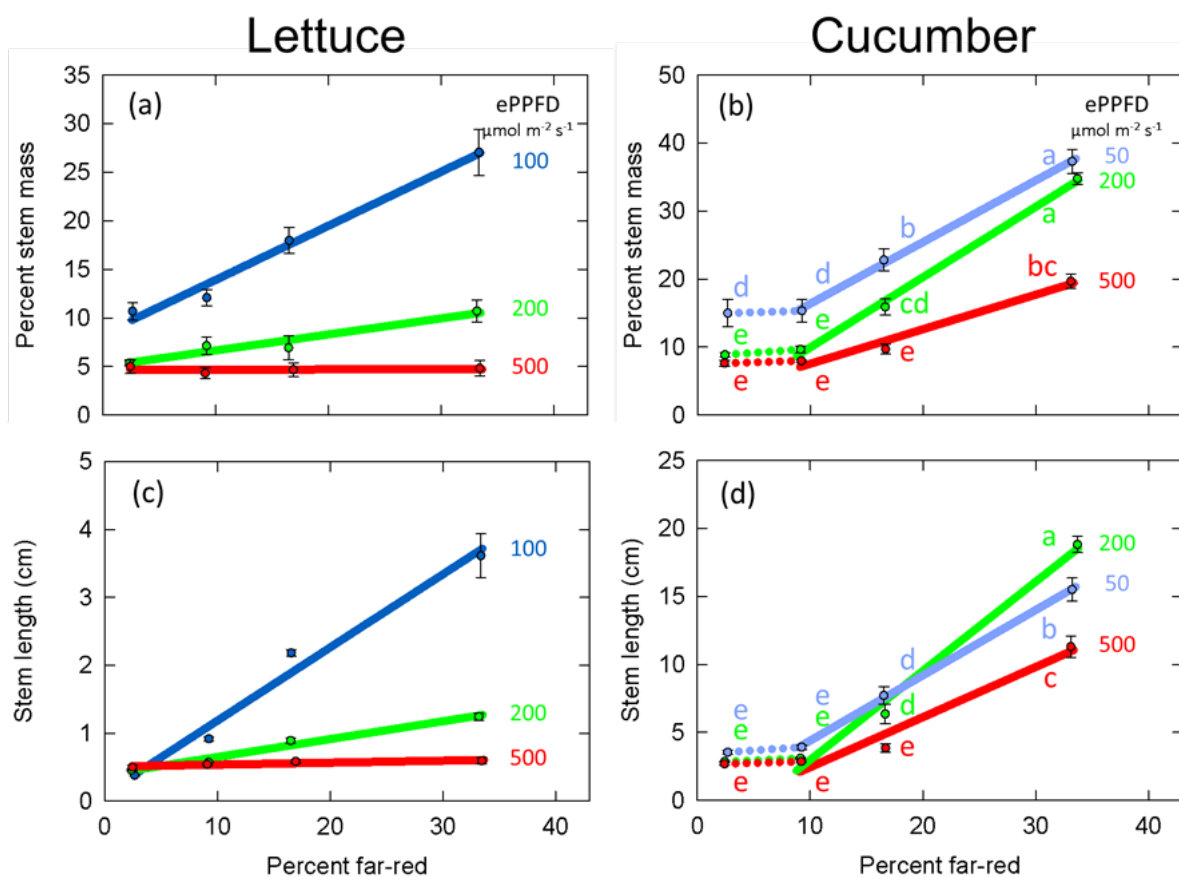 Lettuce
Cucumber
(a)
ePPFD
µmol m⁻² s⁻¹
100
200
500
Percent stem mass
35
30
25
20
15
10
5
0
(b)
ePPFD
µmol m⁻² s⁻¹
50
200
500
a
a
b
bc
d
d
cd
e
e
e
e
e
Percent stem mass
50
40
30
20
10
0
(c)
100
200
500
Stem length (cm)
5
4
3
2
1
0
0
10
20
30
40
Percent far-red
(d)
a
200
50
b
500
c
d
d
e
e
e
e
e
e
e
Stem length (cm)
25
20
15
10
5
0
0
10
20
30
40
Percent far-red